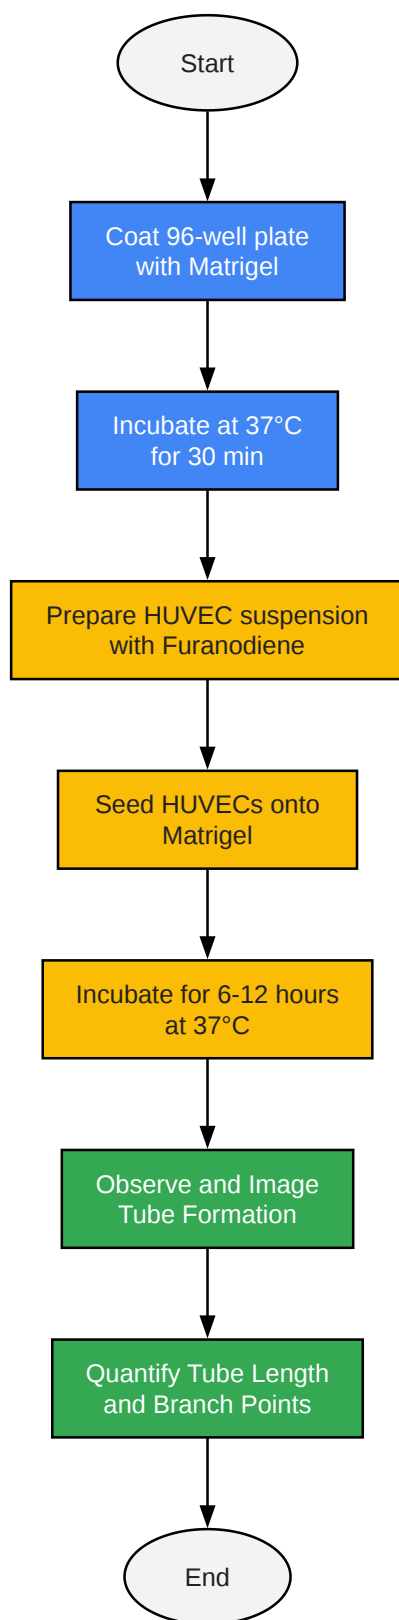 Start
Coat 96-well plate
with Matrigel
Incubate at 37°C
for 30 min
Prepare HUVEC suspension
with Furanodiene
Seed HUVECs onto
Matrigel
Incubate for 6-12 hours
at 37°C
Observe and Image
Tube Formation
Quantify Tube Length
and Branch Points
End